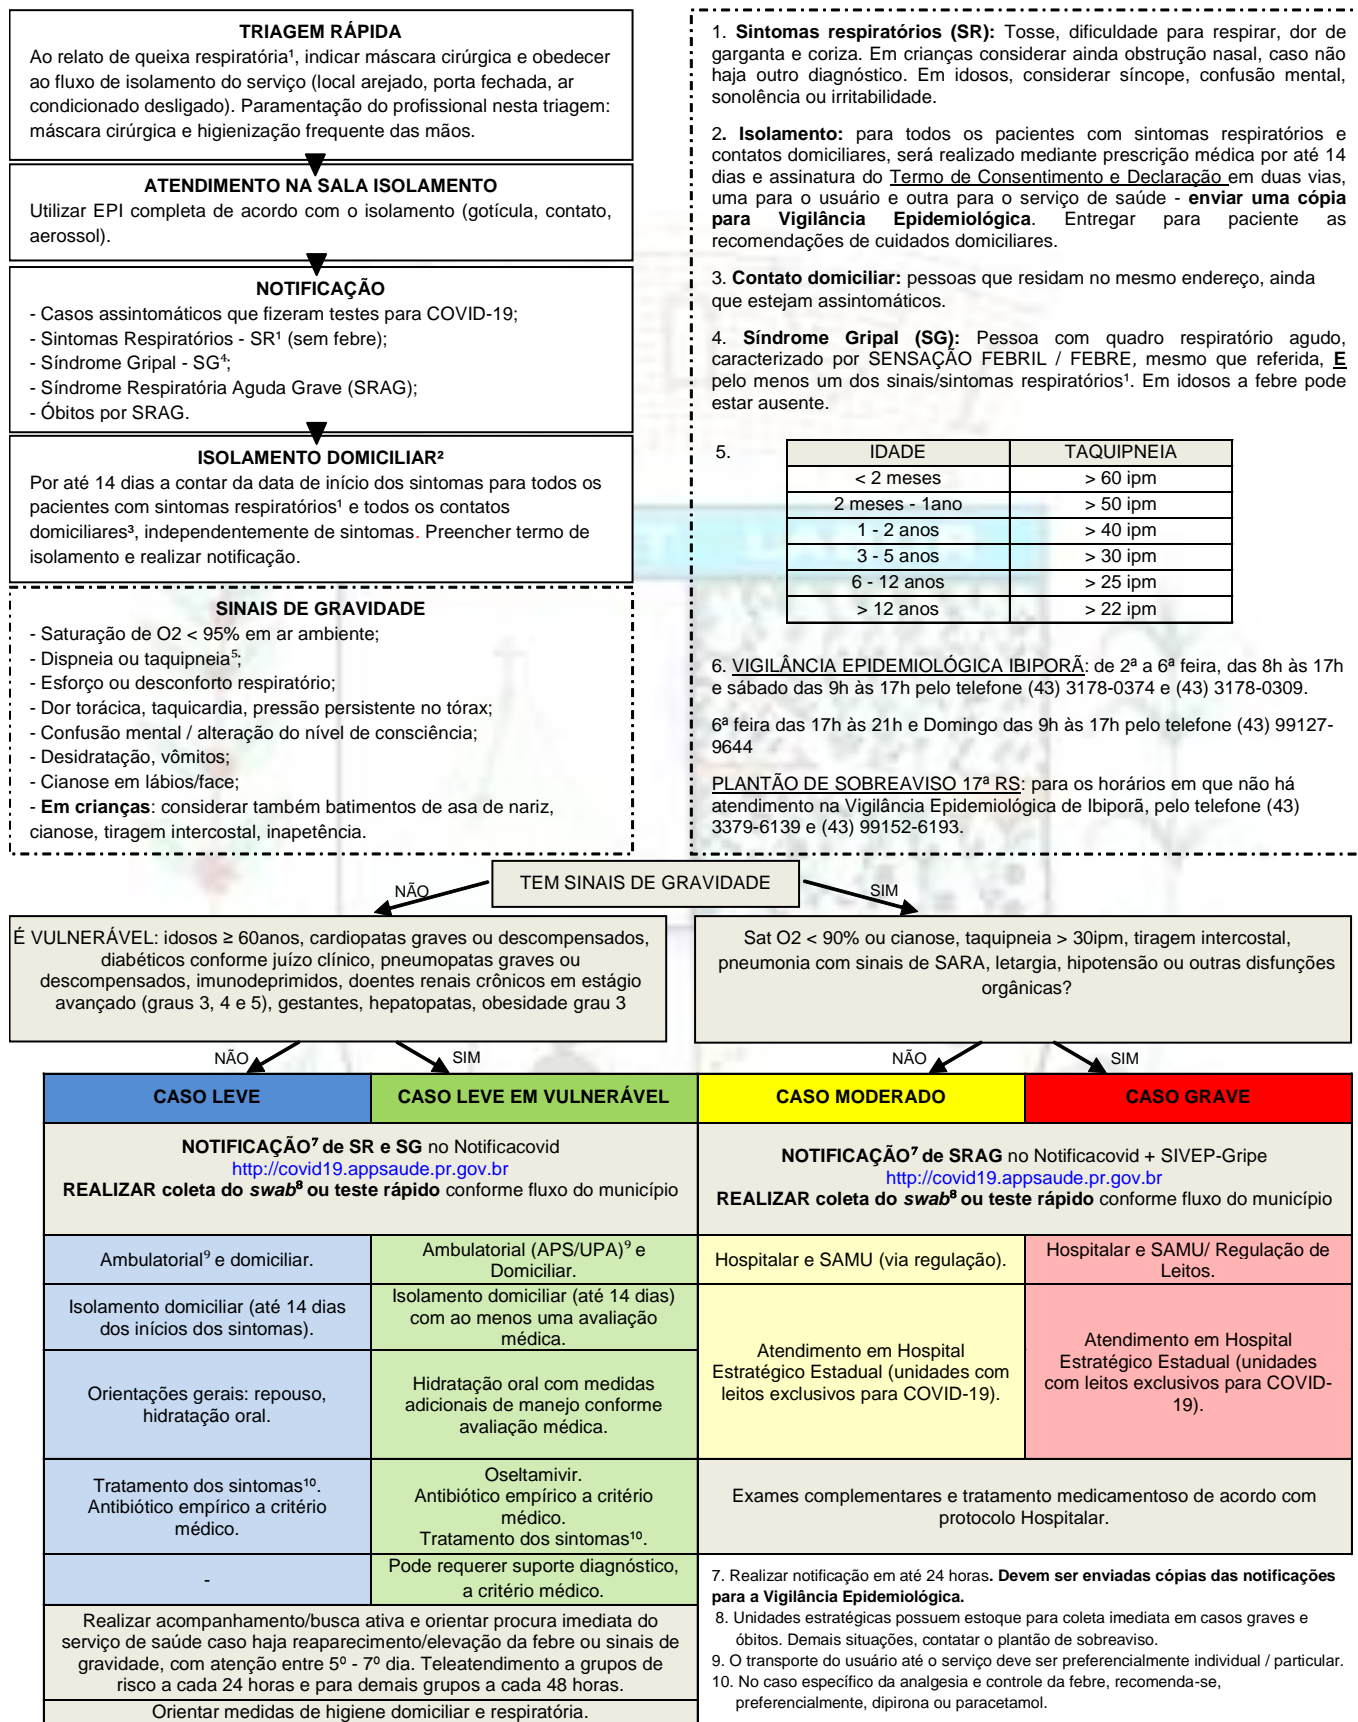 TRIAGEM RÁPIDA
Ao relato de queixa respiratória¹, indicar máscara cirúrgica e obedecer
ao fluxo de isolamento do serviço (local arejado, porta fechada, ar
condicionado desligado). Paramentação do profissional nesta triagem:
máscara cirúrgica e higienização frequente das mãos.
ATENDIMENTO NA SALA ISOLAMENTO
Utilizar EPI completa de acordo com o isolamento (gotícula, contato,
aerossol).
NOTIFICAÇÃO
- Casos assintomáticos que fizeram testes para COVID-19;
- Sintomas Respiratórios - SR¹ (sem febre);
- Síndrome Gripal - SG⁴;
- Síndrome Respiratória Aguda Grave (SRAG);
- Óbitos por SRAG.
ISOLAMENTO DOMICILIAR²
Por até 14 dias a contar da data de início dos sintomas para todos os
pacientes com sintomas respiratórios¹ e todos os contatos
domiciliares³, independentemente de sintomas. Preencher termo de
isolamento e realizar notificação.
SINAIS DE GRAVIDADE
- Saturação de O2 < 95% em ar ambiente;
- Dispneia ou taquipneia⁵;
- Esforço ou desconforto respiratório;
- Dor torácica, taquicardia, pressão persistente no tórax;
- Confusão mental / alteração do nível de consciência;
- Desidratação, vômitos;
- Cianose em lábios/face;
- Em crianças: considerar também batimentos de asa de nariz,
cianose, tiragem intercostal, inapetência.
1. Sintomas respiratórios (SR): Tosse, dificuldade para respirar, dor de
garganta e coriza. Em crianças considerar ainda obstrução nasal, caso não
haja outro diagnóstico. Em idosos, considerar síncope, confusão mental,
sonolência ou irritabilidade.
2. Isolamento: para todos os pacientes com sintomas respiratórios e
contatos domiciliares, será realizado mediante prescrição médica por até 14
dias e assinatura do Termo de Consentimento e Declaração em duas vias,
uma para o usuário e outra para o serviço de saúde - enviar uma cópia
para Vigilância Epidemiológica. Entregar para paciente as
recomendações de cuidados domiciliares.
3. Contato domiciliar: pessoas que residam no mesmo endereço, ainda
que estejam assintomáticos.
4. Síndrome Gripal (SG): Pessoa com quadro respiratório agudo,
caracterizado por SENSAÇÃO FEBRIL / FEBRE, mesmo que referida, E
pelo menos um dos sinais/sintomas respiratórios¹. Em idosos a febre pode
estar ausente.
5.
IDADE TAQUIPNEIA
< 2 meses > 60 ipm
2 meses - 1ano > 50 ipm
1 - 2 anos > 40 ipm
3 - 5 anos > 30 ipm
6 - 12 anos > 25 ipm
> 12 anos > 22 ipm
6. VIGILÂNCIA EPIDEMIOLÓGICA IBIPORÃ: de 2ª a 6ª feira, das 8h às 17h
e sábado das 9h às 17h pelo telefone (43) 3178-0374 e (43) 3178-0309.
6ª feira das 17h às 21h e Domingo das 9h às 17h pelo telefone (43) 99127-
9644
PLANTÃO DE SOBREAVISO 17ª RS: para os horários em que não há
atendimento na Vigilância Epidemiológica de Ibiporã, pelo telefone (43)
3379-6139 e (43) 99152-6193.
TEM SINAIS DE GRAVIDADE
NÃO SIM
É VULNERÁVEL: idosos ≥ 60anos, cardiopatas graves ou descompensados,
diabéticos conforme juízo clínico, pneumopatas graves ou
descompensados, imunodeprimidos, doentes renais crônicos em estágio
avançado (graus 3, 4 e 5), gestantes, hepatopatas, obesidade grau 3
Sat O2 < 90% ou cianose, taquipneia > 30ipm, tiragem intercostal,
pneumonia com sinais de SARA, letargia, hipotensão ou outras disfunções
orgânicas?
NÃO SIM NÃO SIM
CASO LEVE CASO LEVE EM VULNERÁVEL CASO MODERADO CASO GRAVE
NOTIFICAÇÃO⁷ de SR e SG no Notificacovid
http://covid19.appsaude.pr.gov.br
REALIZAR coleta do swab⁸ ou teste rápido conforme fluxo do município
NOTIFICAÇÃO⁷ de SRAG no Notificacovid + SIVEP-Gripe
http://covid19.appsaude.pr.gov.br
REALIZAR coleta do swab⁸ ou teste rápido conforme fluxo do município
Ambulatorial⁹ e domiciliar.
Ambulatorial (APS/UPA)⁹ e
Domiciliar.
Hospitalar e SAMU (via regulação).
Hospitalar e SAMU/ Regulação de
Leitos.
Isolamento domiciliar (até 14 dias
dos inícios dos sintomas).
Isolamento domiciliar (até 14 dias)
com ao menos uma avaliação
médica.
Atendimento em Hospital
Estratégico Estadual (unidades com
leitos exclusivos para COVID-19).
Atendimento em Hospital
Estratégico Estadual (unidades
com leitos exclusivos para COVID-
19).
Orientações gerais: repouso,
hidratação oral.
Hidratação oral com medidas
adicionais de manejo conforme
avaliação médica.
Tratamento dos sintomas¹⁰.
Antibiótico empírico a critério
médico.
Oseltamivir.
Antibiótico empírico a critério
médico.
Tratamento dos sintomas¹⁰.
Exames complementares e tratamento medicamentoso de acordo com
protocolo Hospitalar.
-
Pode requerer suporte diagnóstico,
a critério médico.
Realizar acompanhamento/busca ativa e orientar procura imediata do
serviço de saúde caso haja reaparecimento/elevação da febre ou sinais de
gravidade, com atenção entre 5º - 7º dia. Teleatendimento a grupos de
risco a cada 24 horas e para demais grupos a cada 48 horas.
Orientar medidas de higiene domiciliar e respiratória.
7. Realizar notificação em até 24 horas. Devem ser enviadas cópias das notificações
para a Vigilância Epidemiológica.
8. Unidades estratégicas possuem estoque para coleta imediata em casos graves e
óbitos. Demais situações, contatar o plantão de sobreaviso.
9. O transporte do usuário até o serviço deve ser preferencialmente individual / particular.
10. No caso específico da analgesia e controle da febre, recomenda-se,
preferencialmente, dipirona ou paracetamol.